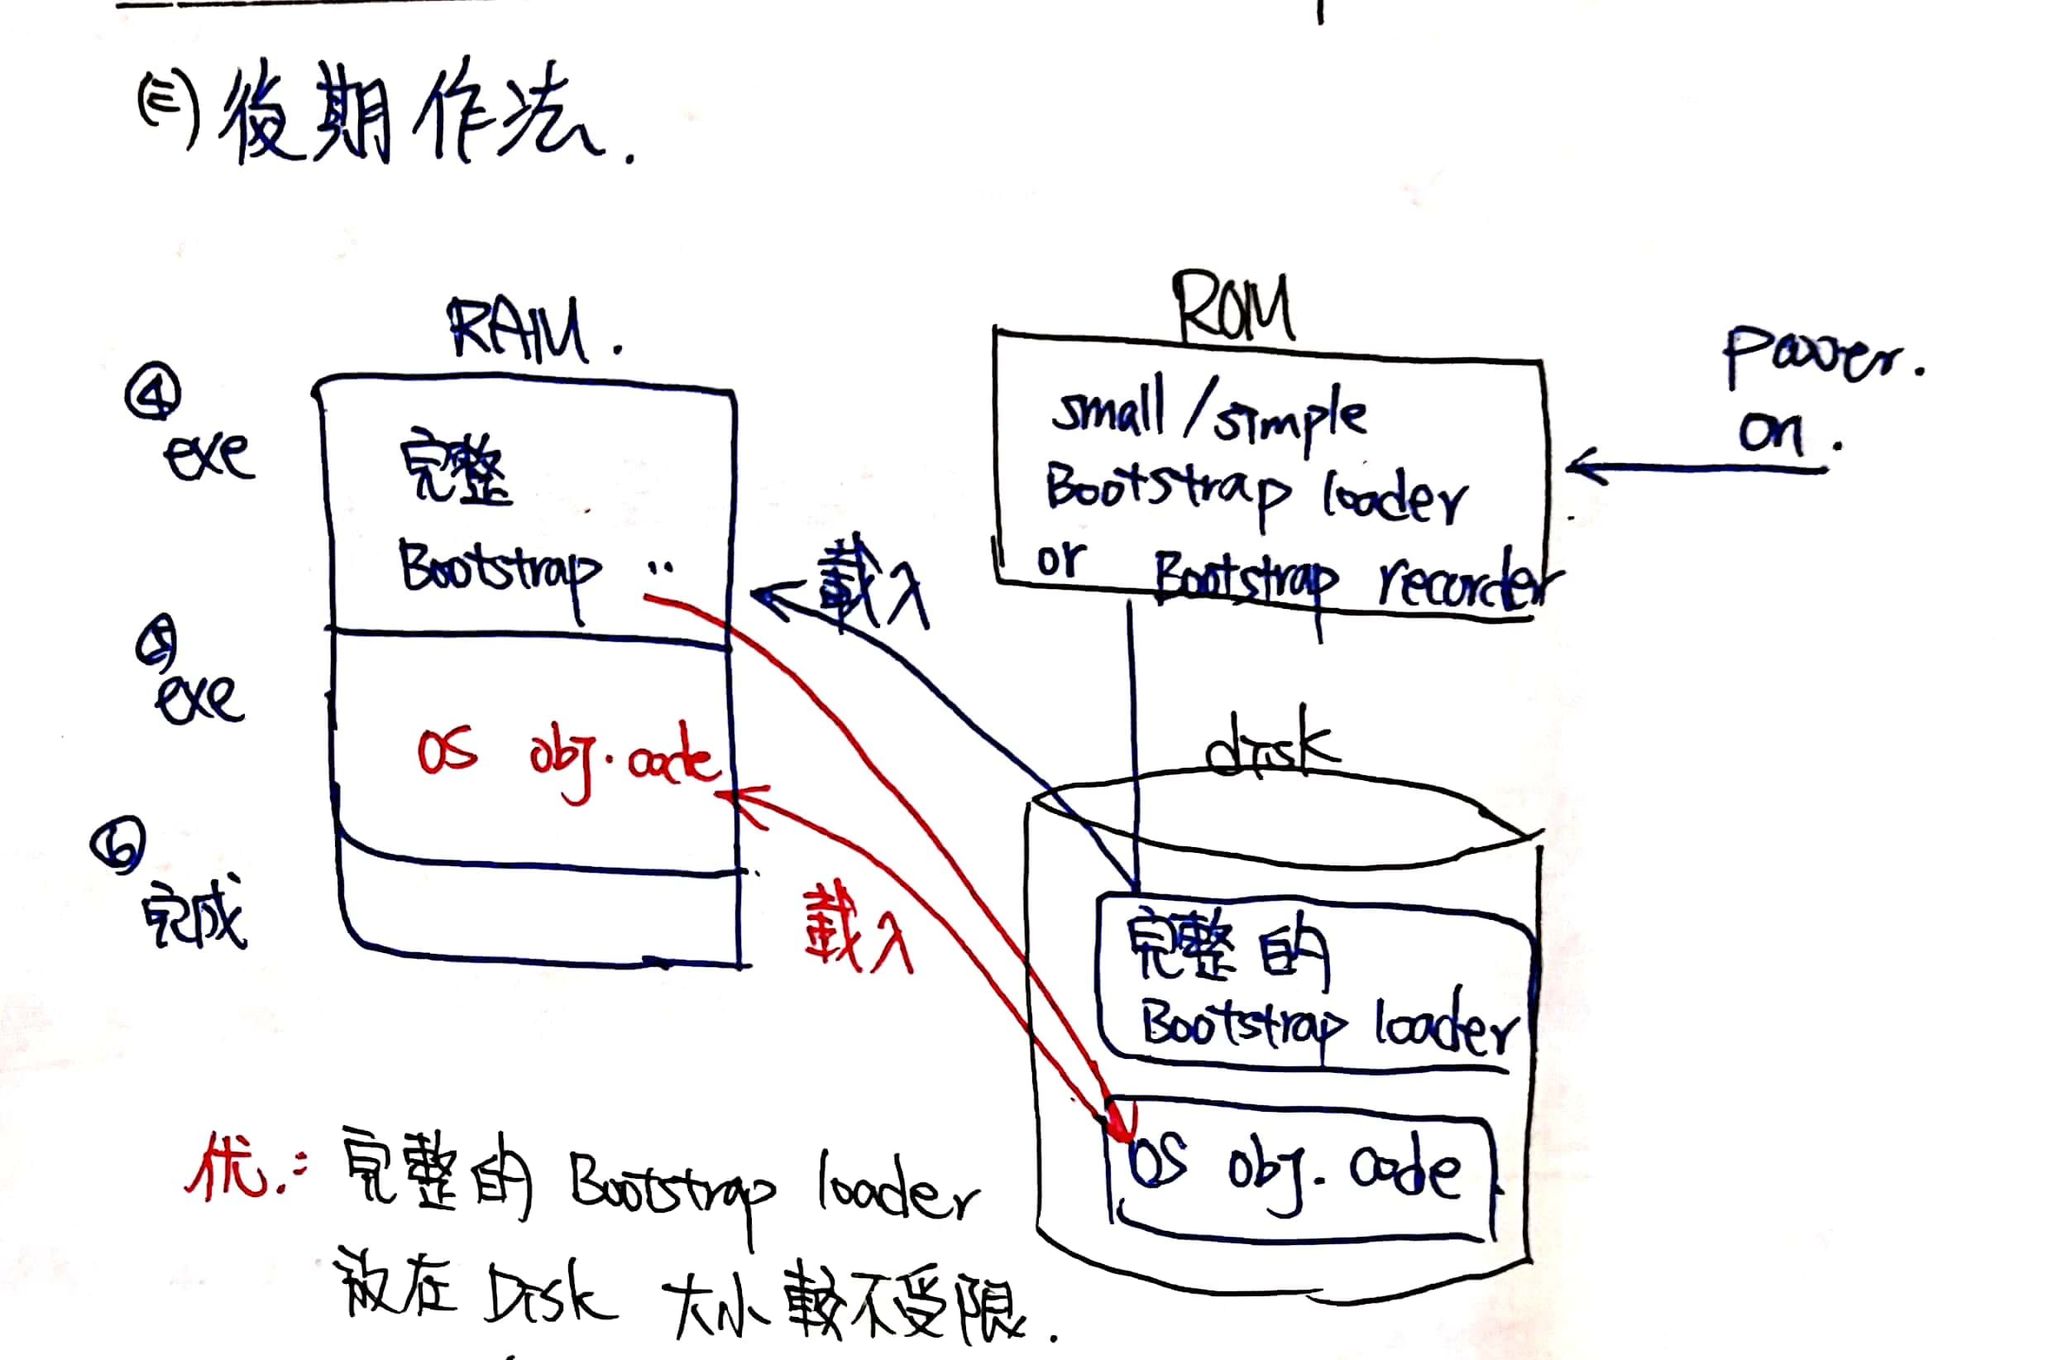 (三) 後期作法.
RAM.
ROM
④
exe
完整
Bootstrap ..
small/simple
Bootstrap loader
or Bootstrap recorder
Power.
on.
載入
⑤
exe
OS obj. code
disk
⑥
完成
載入
完整的
Bootstrap loader
OS obj. code
优.: 完整的 Bootstrap loader
放在 Disk 大小較不受限.